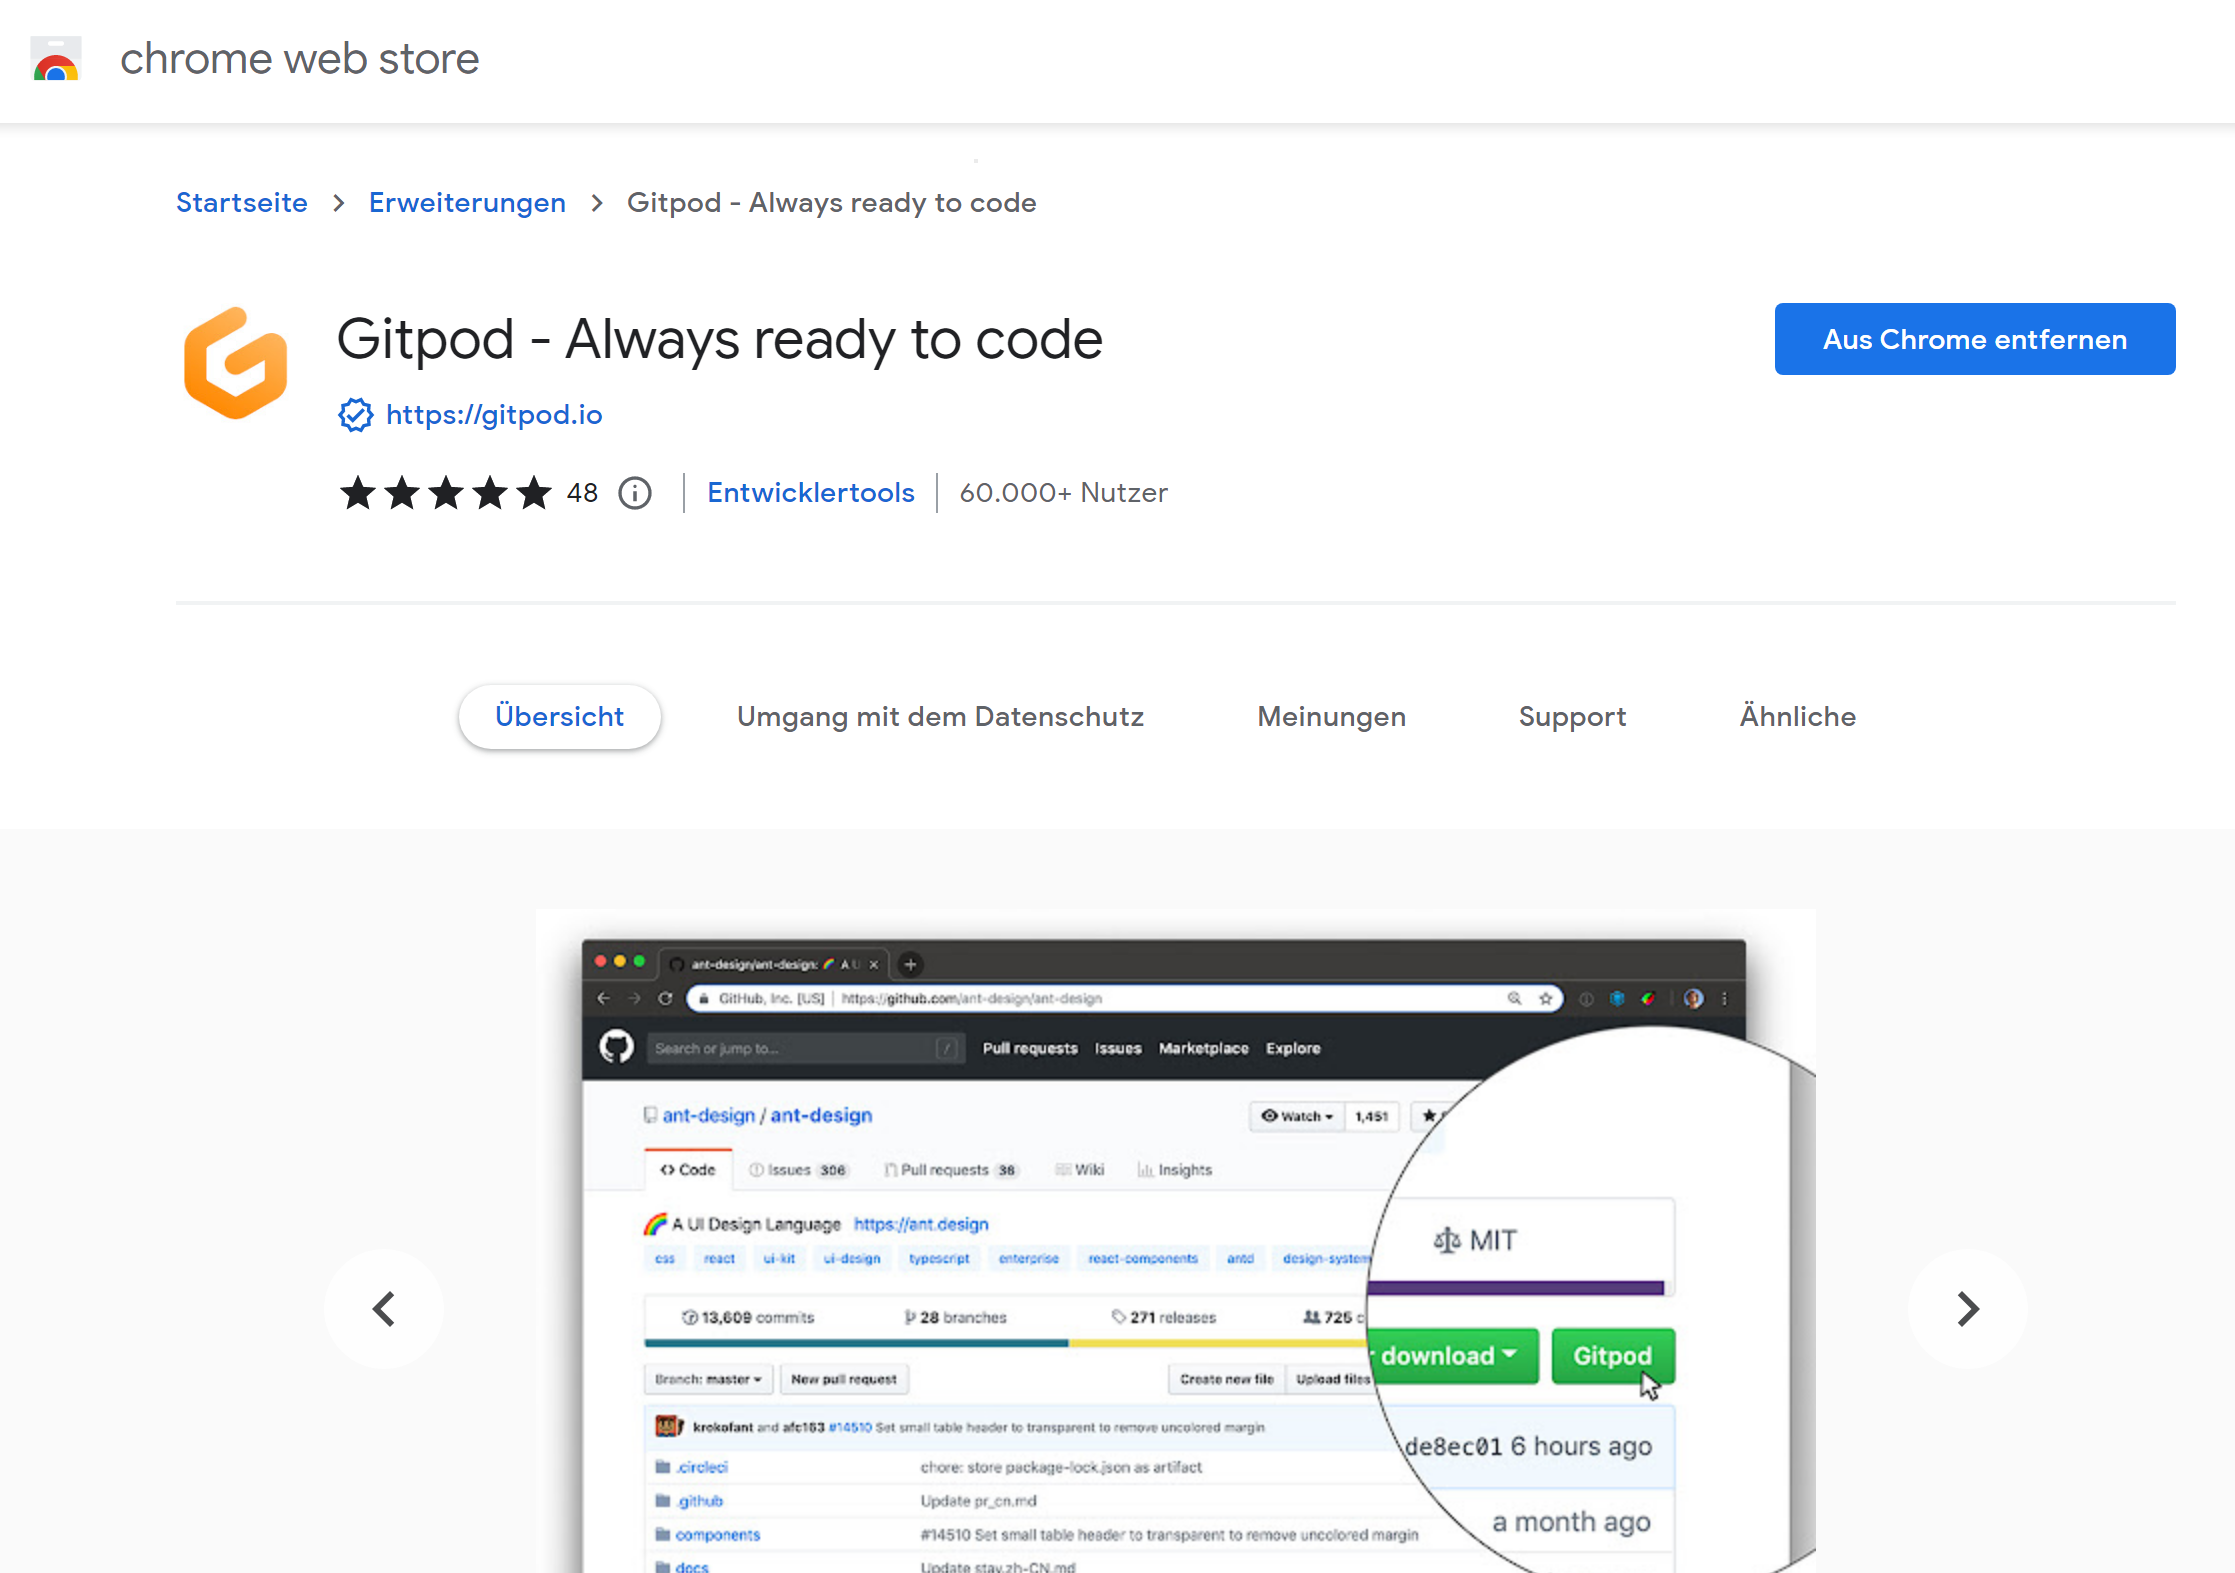 chrome web store
Startseite > Erweiterungen > Gitpod - Always ready to code
Gitpod - Always ready to code
Aus Chrome entfernen
https://gitpod.io
48 Entwicklertools 60.000+ Nutzer
Übersicht Umgang mit dem Datenschutz Meinungen Support Ähnliche
ant-design/ant-design: A U
GitHub, Inc. [US] | https://github.com/ant-design/ant-design
Search or jump to... / Pull requests Issues Marketplace Explore
ant-design / ant-design Watch 1,451
Code Issues 306 Pull requests 36 Wiki Insights
A UI Design Language https://ant.design
css react ui-kit ui-design typescript enterprise react-components antd design-system
MIT
13,609 commits 28 branches 271 releases 725 c
download Gitpod
Branch: master New pull request Create new file Upload files
krokofant and afc163 #14510 Set small table header to transparent to remove uncolored margin
de8ec01 6 hours ago
.circleci chore: store package-lock.json as artifact
.github Update pr_cn.md
a month ago
components #14510 Set small table header to transparent to remove uncolored margin
docs Update stay.zh-CN.md